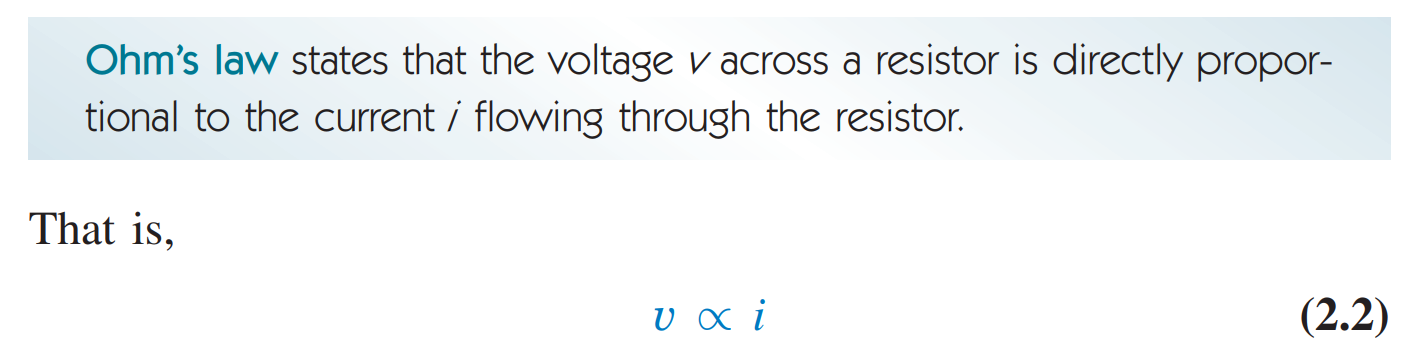 Ohm's law states that the voltage v across a resistor is directly propor-
tional to the current i flowing through the resistor.
That is,
v ∝ i (2.2)